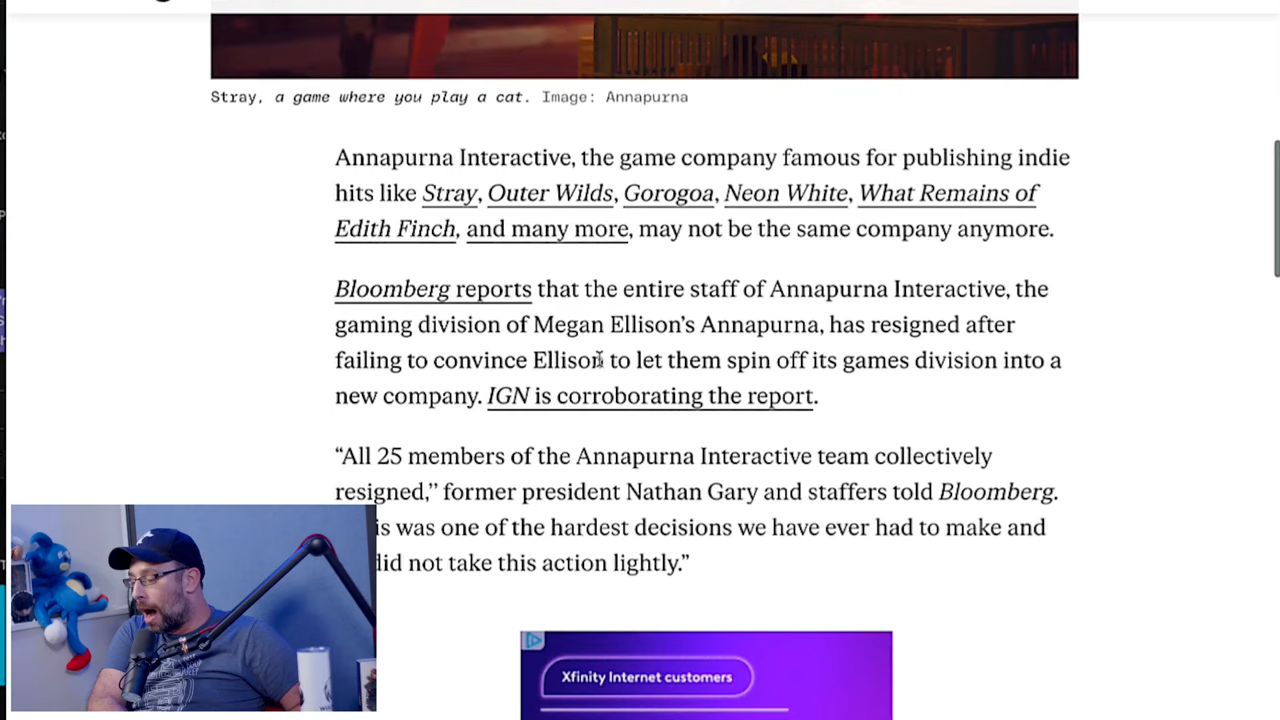 Stray, a game where you play a cat. Image: Annapurna
Annapurna Interactive, the game company famous for publishing indie
hits like Stray, Outer Wilds, Gorogoa, Neon White, What Remains of
Edith Finch, and many more, may not be the same company anymore.
Bloomberg reports that the entire staff of Annapurna Interactive, the
gaming division of Megan Ellison’s Annapurna, has resigned after
failing to convince Ellison to let them spin off its games division into a
new company. IGN is corroborating the report.
“All 25 members of the Annapurna Interactive team collectively
resigned,” former president Nathan Gary and staffers told Bloomberg.
is was one of the hardest decisions we have ever had to make and
did not take this action lightly.”
Xfinity Internet customers